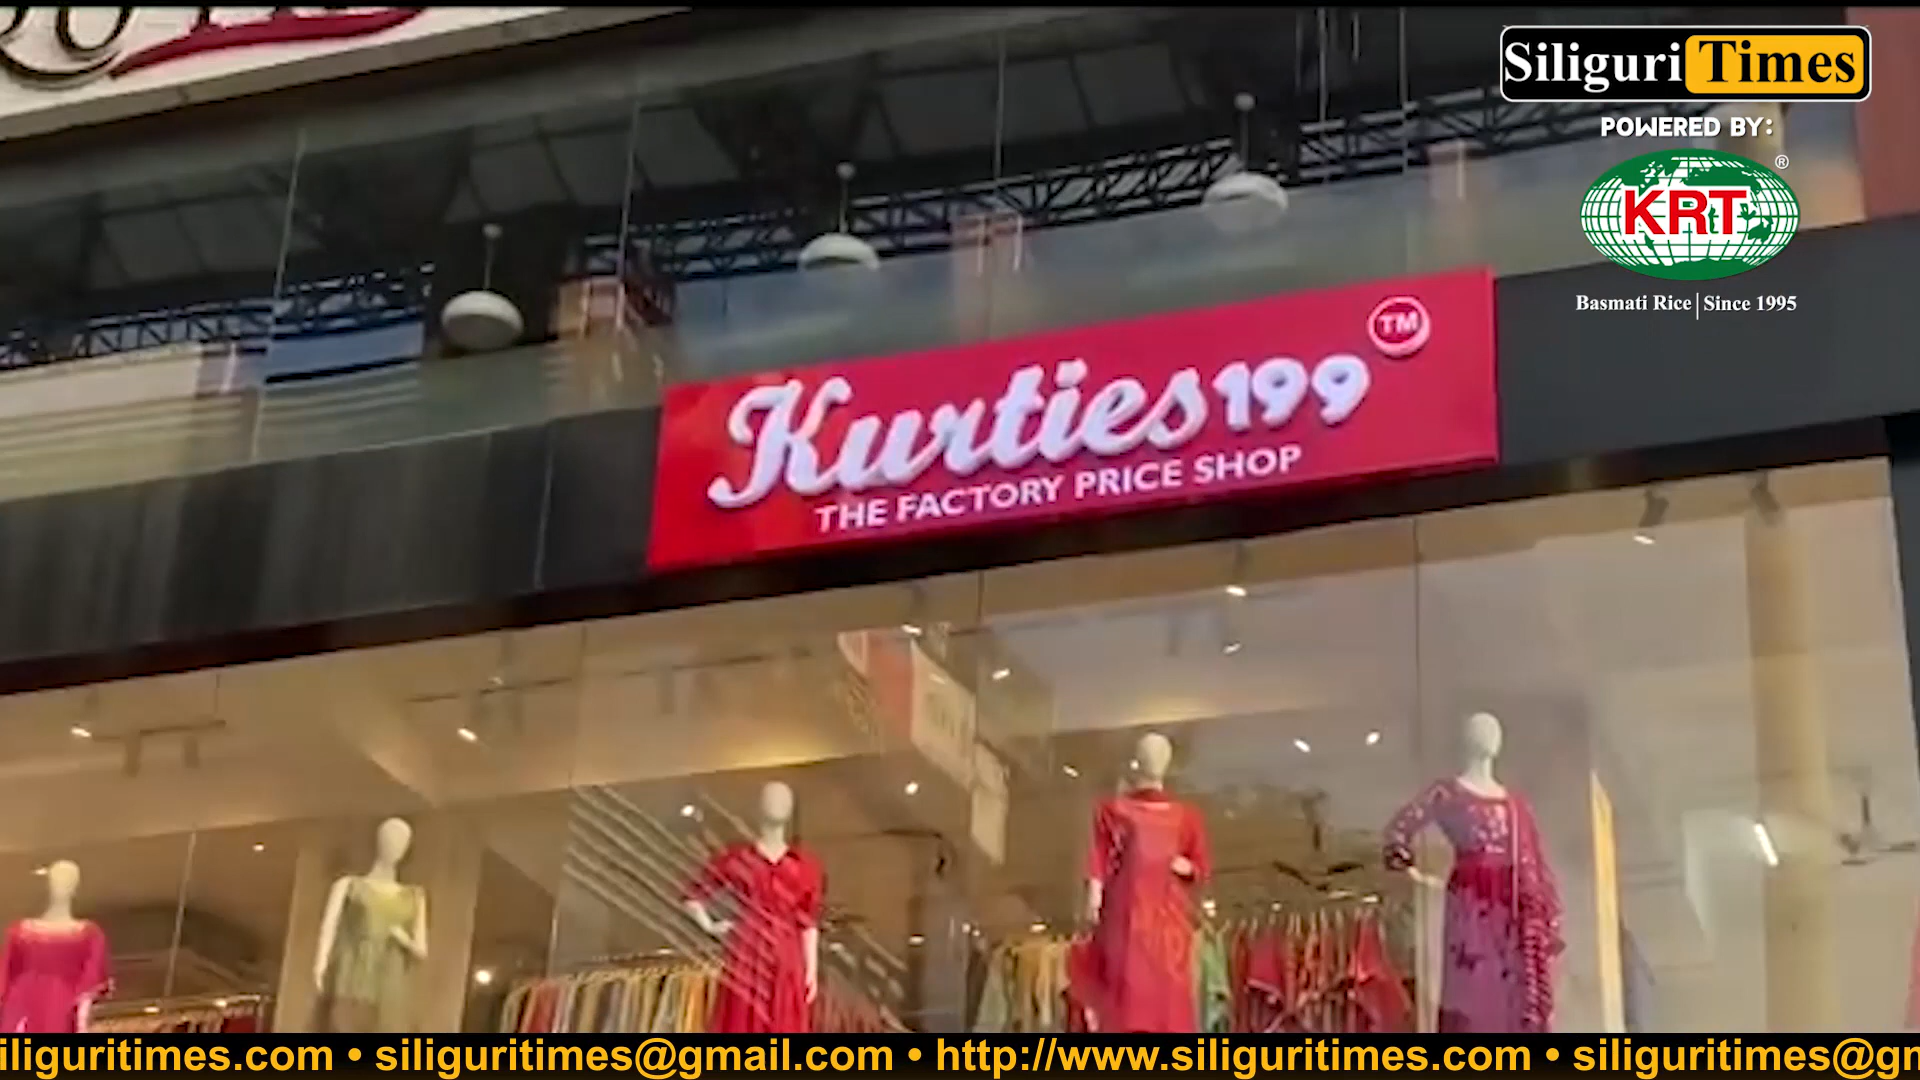 Siliguri Times
POWERED BY:
KRT®
Basmati Rice | Since 1995
Kurties199 TM
THE FACTORY PRICE SHOP
iliguritimes.com • siliguritimes@gmail.com • http://www.siliguritimes.com • siliguritimes@gm